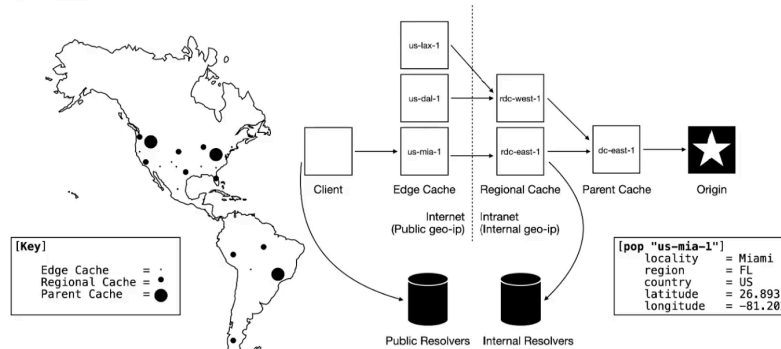 us-lax-1
us-dal-1
rdc-west-1
us-mia-1
rdc-east-1
dc-east-1
Client
Edge Cache
Regional Cache
Parent Cache
Origin
Internet
(Public geo-ip)
Intranet
(Internal geo-ip)
[Key]
Edge Cache =
Regional Cache =
Parent Cache =
[pop "us-mia-1"]
locality = Miami
region = FL
country = US
latitude = 26.893
longitude = -81.20
Public Resolvers
Internal Resolvers